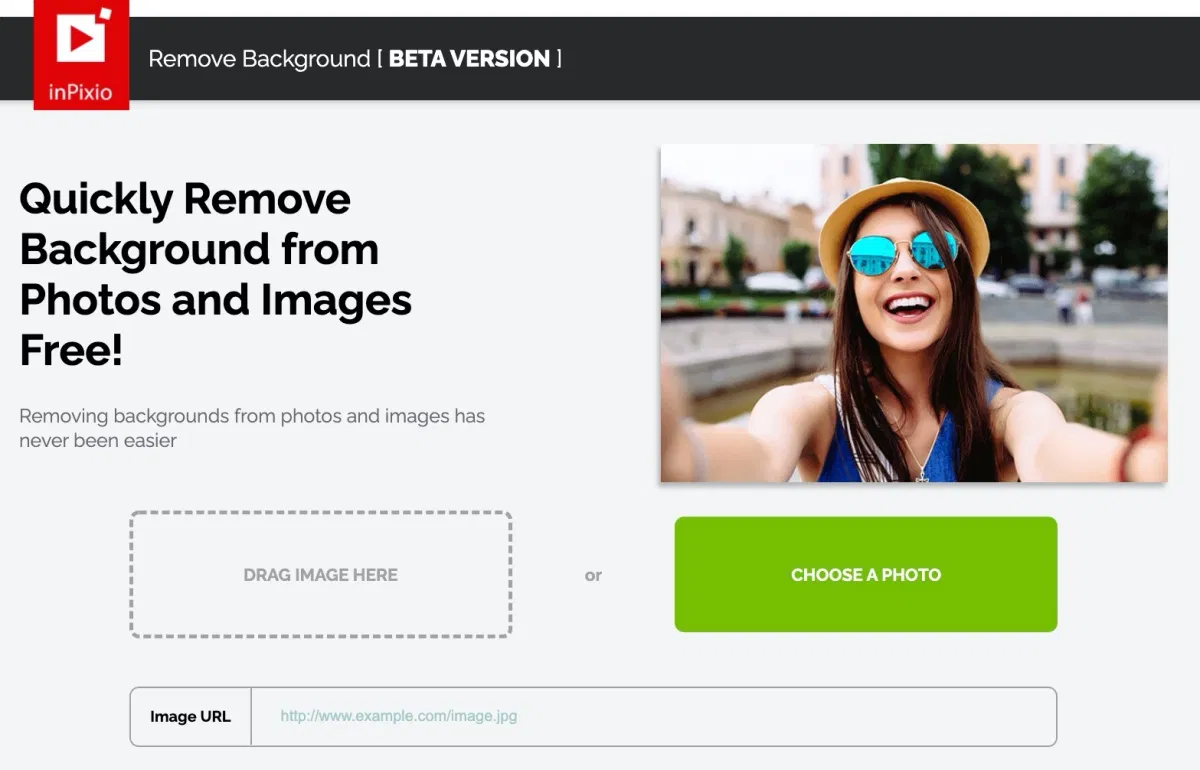 inPixio
Remove Background [ BETA VERSION ]
Quickly Remove
Background from
Photos and Images
Free!
Removing backgrounds from photos and images has
never been easier
DRAG IMAGE HERE
or
CHOOSE A PHOTO
Image URL
http://www.example.com/image.jpg